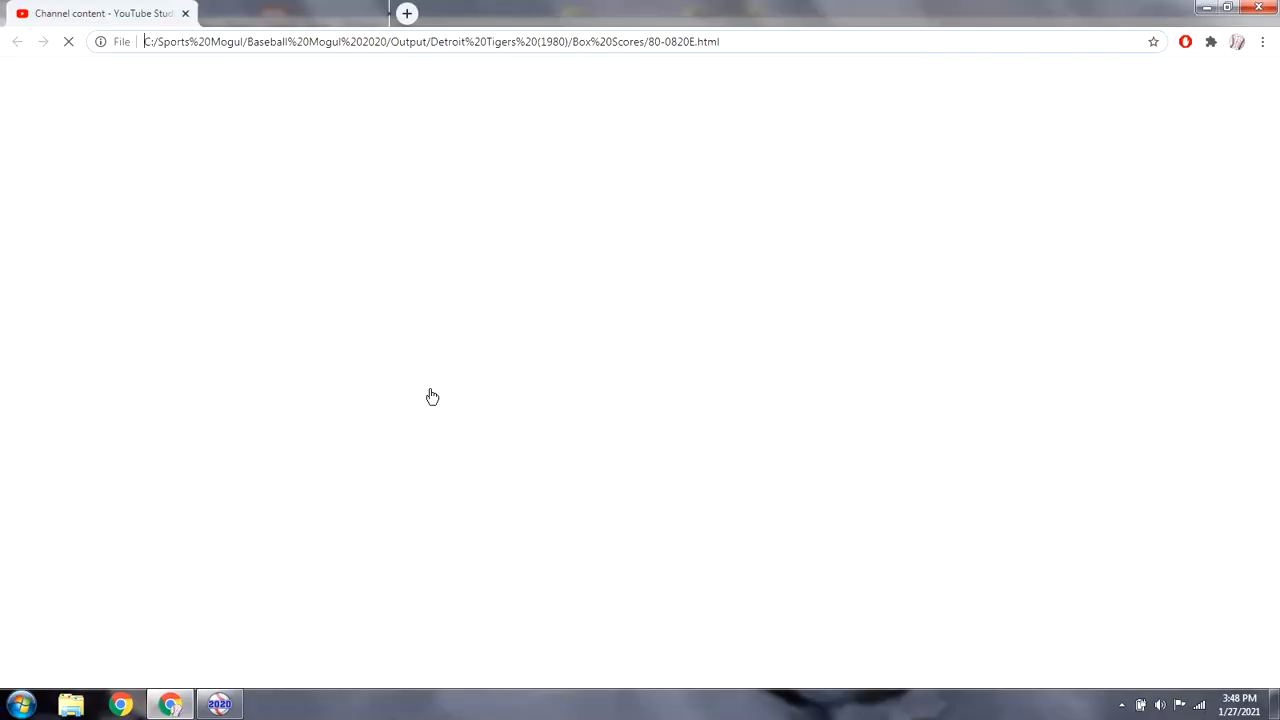 Channel content - YouTube Stud
File
C:/Sports%20Mogul/Baseball%20Mogul%202020/Output/Detroit%20Tigers%20(1980)/Box%20Scores/80-0820E.html
2020
3:48 PM
1/27/2021